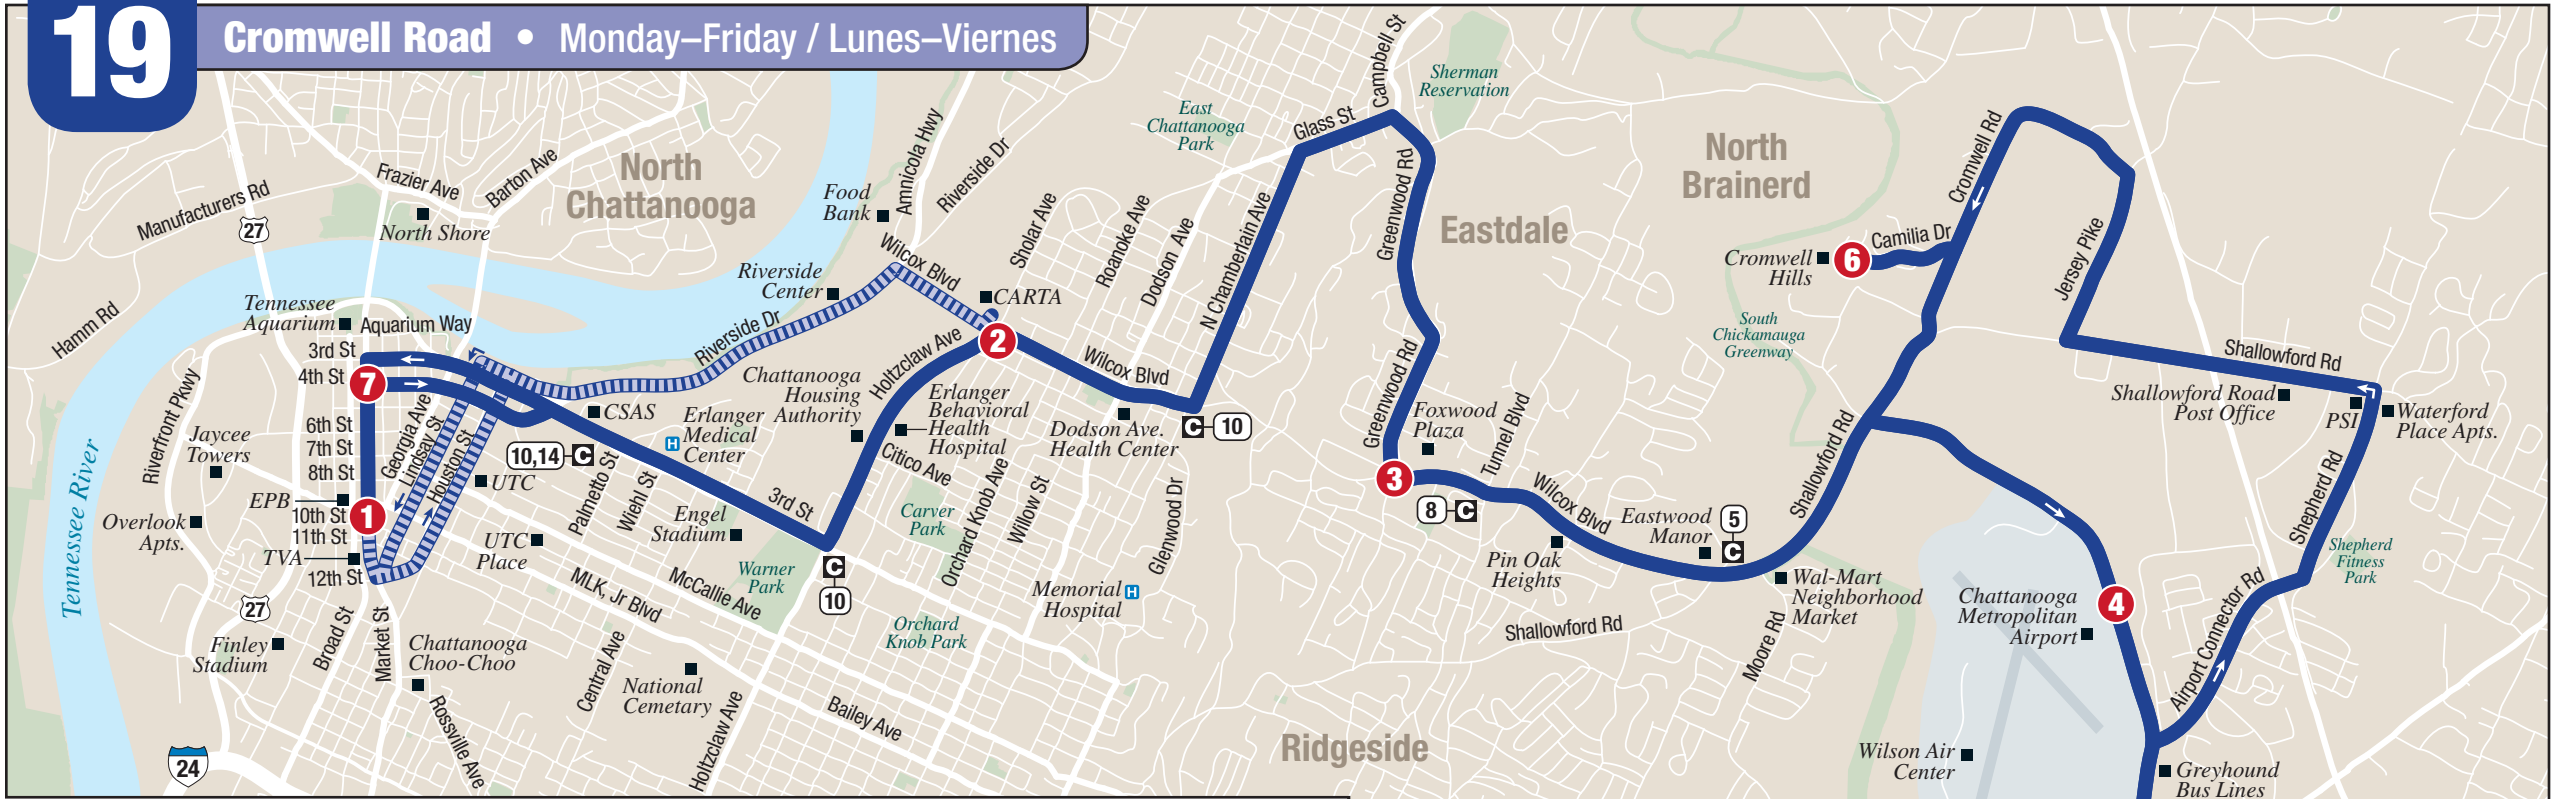 19
Cromwell Road • Monday–Friday / Lunes–Viernes
Manufacturers Rd
27
Frazier Ave
Barton Ave
North Shore
North
Chattanooga
Food
Bank
Amnicola Hwy
Riverside Dr
Wilcox Blvd
Riverside
Center
CARTA
Sholar Ave
Roanoke Ave
Dodson Ave
East
Chattanooga
Park
N Chamberlain Ave
Glass St
Campbell St
Sherman
Reservation
Greenwood Rd
Eastdale
North
Brainerd
Cromwell Rd
Camilia Dr
6
Cromwell
Hills
South
Chickamauga
Greenway
Jersey Pike
Shallowford Rd
Shallowford Road
Post Office
PSI
Waterford
Place Apts.
Hamm Rd
Tennessee
Aquarium
Aquarium Way
3rd St
4th St
7
6th St
7th St
8th St
EPB
10th St
1
11th St
TVA
12th St
Riverfront Pkwy
Jaycee
Towers
Overlook
Apts.
Tennessee River
Georgia Ave
Lindsay St
Houston St
UTC
10,14
C
CSAS
Riverside Dr
Erlanger
Medical
Center
H
Chattanooga
Housing
Authority
Holtzclaw Ave
2
Erlanger
Behavioral
Health
Hospital
Citico Ave
Wilcox Blvd
Dodson Ave.
Health Center
C
10
Palmetto St
Wiehl St
3rd St
Engel
Stadium
UTC
Place
Warner
Park
C
10
Carver
Park
Orchard Knob Ave
Willow St
Glenwood Dr
Memorial
Hospital
H
Orchard
Knob Park
MLK, Jr Blvd
McCallie Ave
Central Ave
National
Cemetary
Holtzclaw Ave
Bailey Ave
27
Finley
Stadium
Broad St
Market St
Chattanooga
Choo-Choo
Rossville Ave
24
Greenwood Rd
Foxwood
Plaza
3
8
C
Tunnel Blvd
Wilcox Blvd
Pin Oak
Heights
Eastwood
Manor
5
C
Shallowford Rd
Wal-Mart
Neighborhood
Market
Shallowford Rd
Moore Rd
Ridgeside
Chattanooga
Metropolitan
Airport
4
Airport Connector Rd
Shepherd Rd
Shepherd
Fitness
Park
Wilson Air
Center
Greyhound
Bus Lines